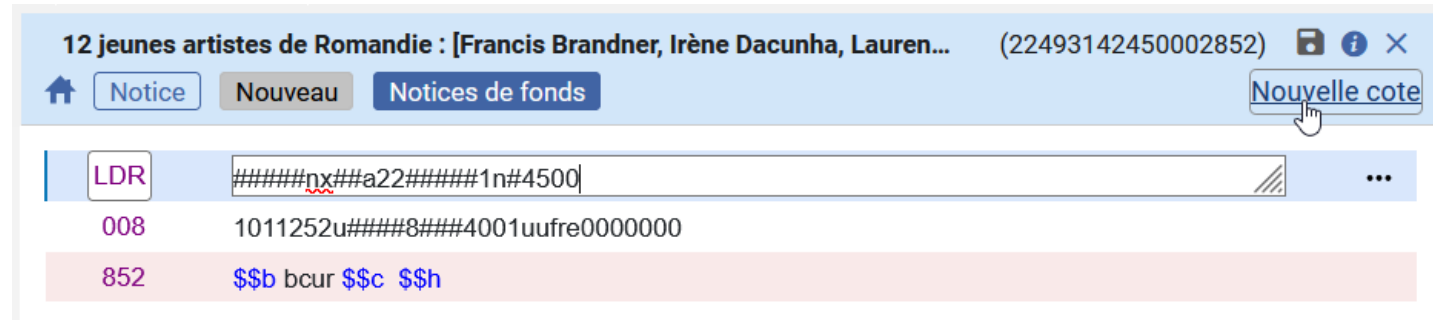 12 jeunes artistes de Romandie : [Francis Brandner, Irène Dacunha, Lauren... (22493142450002852)
Notice Nouveau Notices de fonds Nouvelle cote
LDR #####nx##a22#####1n#4500
008 1011252u####8###4001uufre0000000
852 $$b bcur $$c $$h